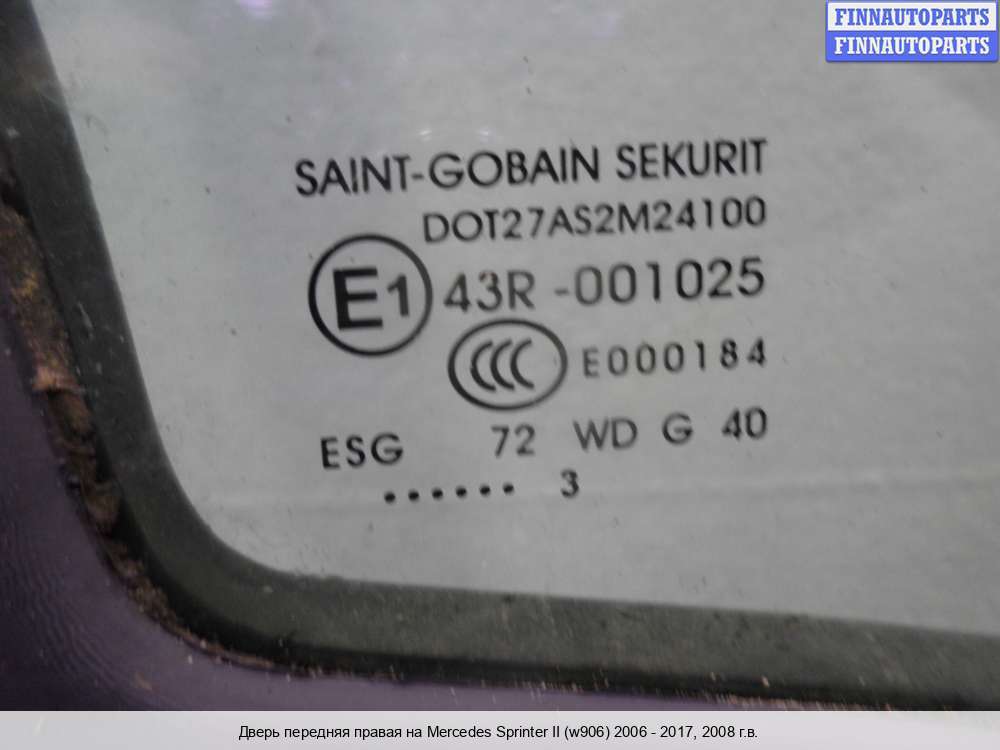 FINNAUTOPARTS
FINNAUTOPARTS
SAINT-GOBAIN SEKURIT
DOT27AS2M24100
E1 43R -001025
CCC E000184
ESG 72 WD G 40
...... 3
Дверь передняя правая на Mercedes Sprinter II (w906) 2006 - 2017, 2008 г.в.